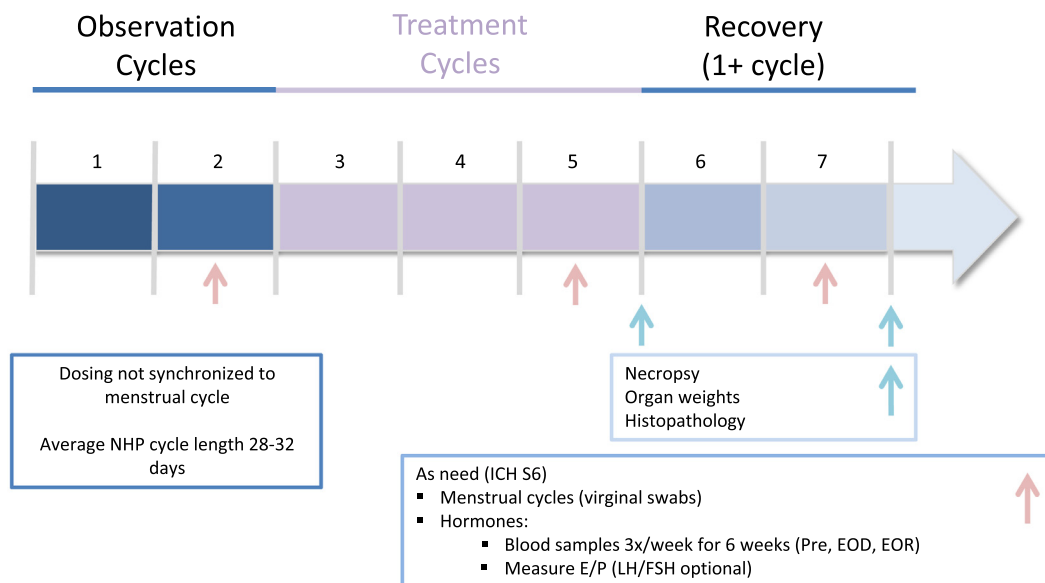 Observation
Cycles
Treatment
Cycles
Recovery
(1+ cycle)
1
2
3
4
5
6
7
Dosing not synchronized to
menstrual cycle
Average NHP cycle length 28-32
days
Necropsy
Organ weights
Histopathology
As need (ICH S6)
▪ Menstrual cycles (virginal swabs)
▪ Hormones:
▪ Blood samples 3x/week for 6 weeks (Pre, EOD, EOR)
▪ Measure E/P (LH/FSH optional)